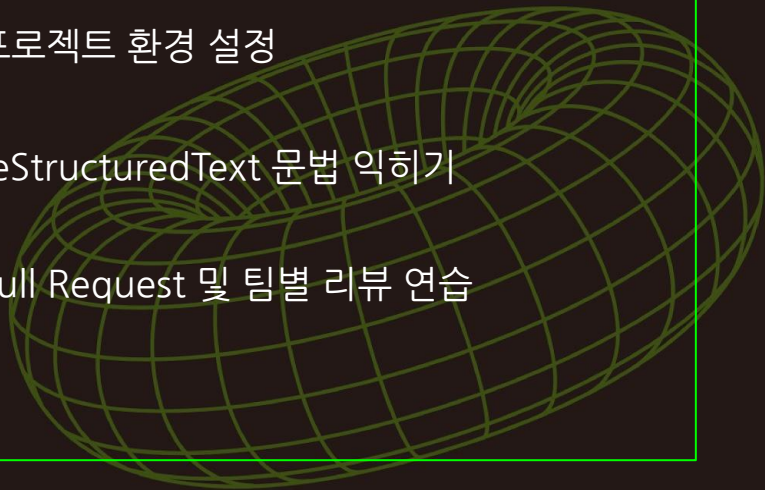 프로젝트 환경 설정
eStructuredText 문법 익히기
ull Request 및 팀별 리뷰 연습